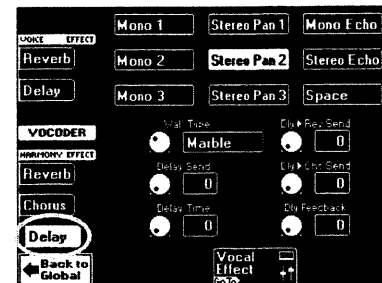 Mono 1
Stereo Pan 1
Mono Echo
VOICE EFFECT
Reverb
Mono 2
Stereo Pan 2
Stereo Echo
Delay
Mono 3
Stereo Pan 3
Space
VOCODER
Wall Type
Marble
Dly▶Rev Send
0
HARMONY EFFECT
Reverb
Delay Send
0
Dly▶Chr Send
0
Chorus
Delay Time
0
Dly Feedback
0
Delay
Back to Global
Vocal Effect